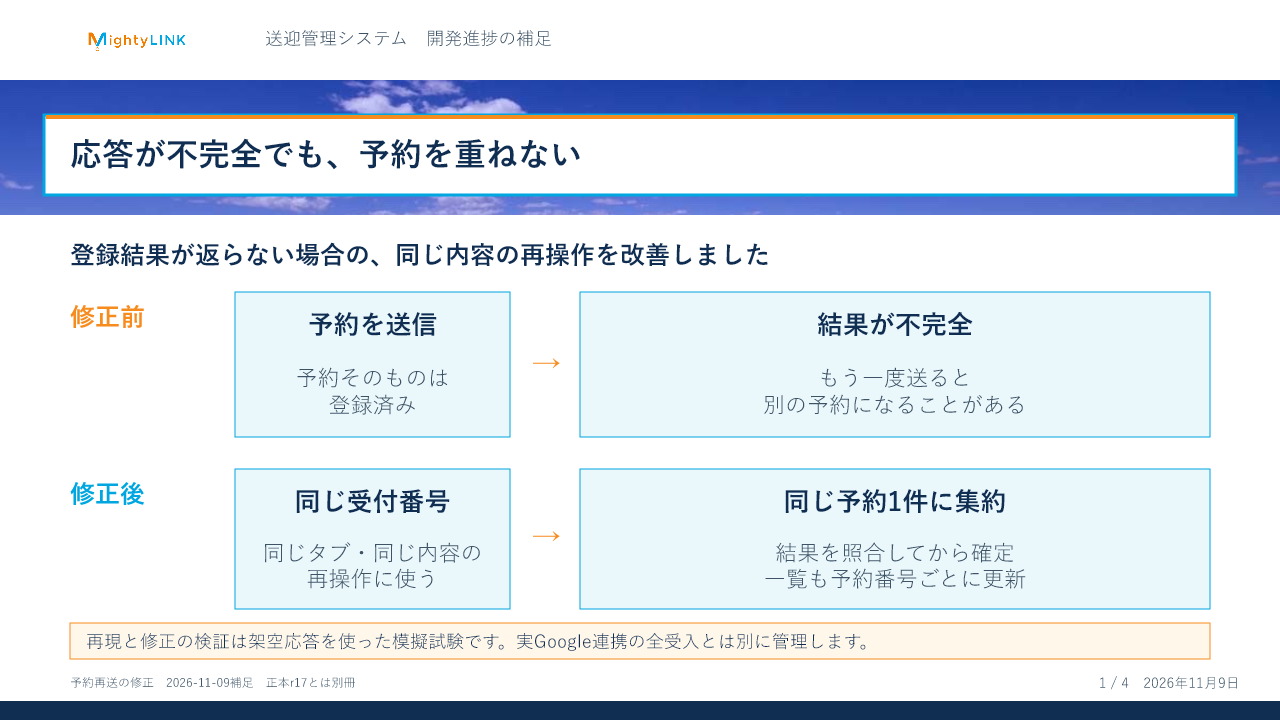 MightyLINK
送迎管理システム　開発進捗の補足
応答が不完全でも、予約を重ねない
登録結果が返らない場合の、同じ内容の再操作を改善しました
修正前
予約を送信
予約そのものは
登録済み
→
結果が不完全
もう一度送ると
別の予約になることがある
修正後
同じ受付番号
同じタブ・同じ内容の
再操作に使う
→
同じ予約1件に集約
結果を照合してから確定
一覧も予約番号ごとに更新
再現と修正の検証は架空応答を使った模擬試験です。実Google連携の全受入とは別に管理します。
予約再送の修正　2026-11-09補足　正本r17とは別冊
1 / 4　2026年11月9日